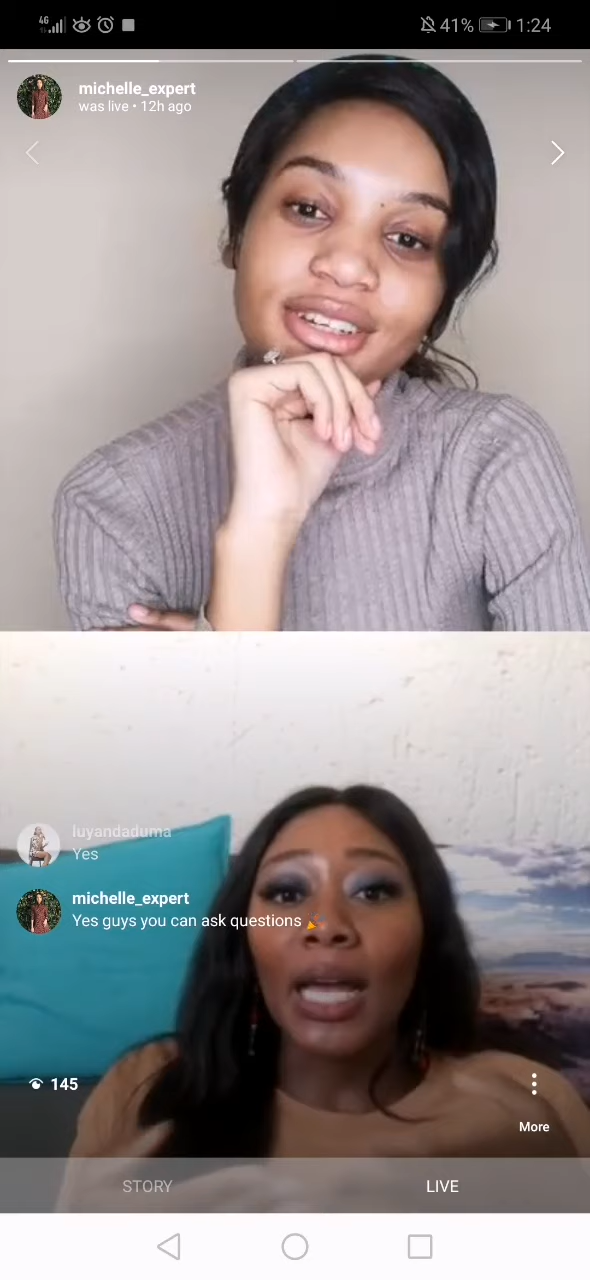 4G
41%
1:24
michelle_expert
was live • 12h ago
luyandaduma
Yes
michelle_expert
Yes guys you can ask questions 🎉
145
More
STORY
LIVE